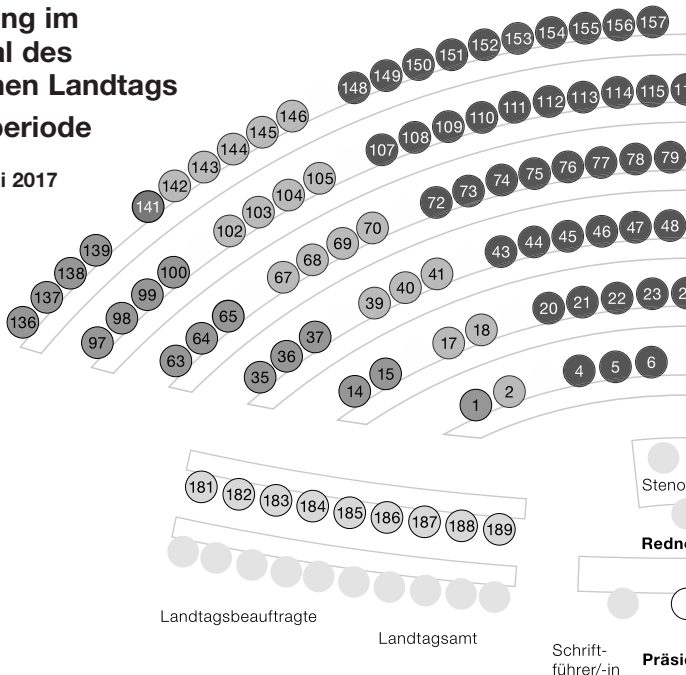 ng im
al des
nen Landtags
periode
i 2017
148 149 150 151 152 153 154 155 156 157
141 142 143 144 145 146
136 137 138 139
107 108 109 110 111 112 113 114 115 11
102 103 104 105
97 98 99 100
72 73 74 75 76 77 78 79
67 68 69 70
63 64 65
43 44 45 46 47 48
39 40 41
35 36 37
20 21 22 23 2
17 18
14 15
4 5 6
1 2
181 182 183 184 185 186 187 188 189
Steno
Redne
Landtagsbeauftragte
Landtagsamt
Schrift-
führer/-in
Präsi